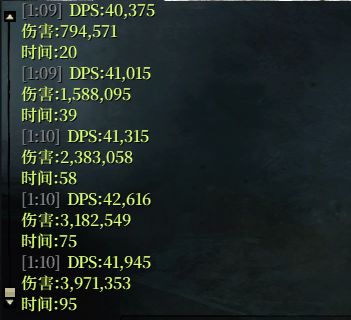 [1:09] DPS:40,375
伤害:794,571
时间:20
[1:09] DPS:41,015
伤害:1,588,095
时间:39
[1:10] DPS:41,315
伤害:2,383,058
时间:58
[1:10] DPS:42,616
伤害:3,182,549
时间:75
[1:10] DPS:41,945
伤害:3,971,353
时间:95